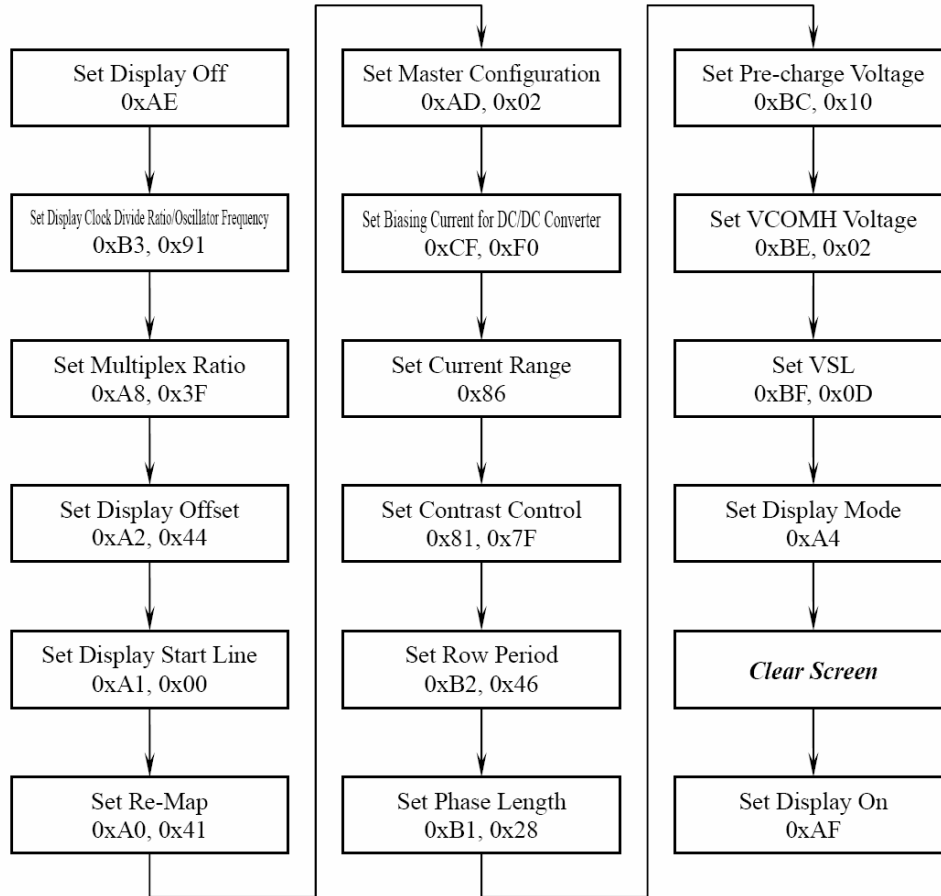 Set Display Off
0xAE
Set Display Clock Divide Ratio/Oscillator Frequency
0xB3, 0x91
Set Multiplex Ratio
0xA8, 0x3F
Set Display Offset
0xA2, 0x44
Set Display Start Line
0xA1, 0x00
Set Re-Map
0xA0, 0x41
Set Master Configuration
0xAD, 0x02
Set Biasing Current for DC/DC Converter
0xCF, 0xF0
Set Current Range
0x86
Set Contrast Control
0x81, 0x7F
Set Row Period
0xB2, 0x46
Set Phase Length
0xB1, 0x28
Set Pre-charge Voltage
0xBC, 0x10
Set VCOMH Voltage
0xBE, 0x02
Set VSL
0xBF, 0x0D
Set Display Mode
0xA4
Clear Screen
Set Display On
0xAF